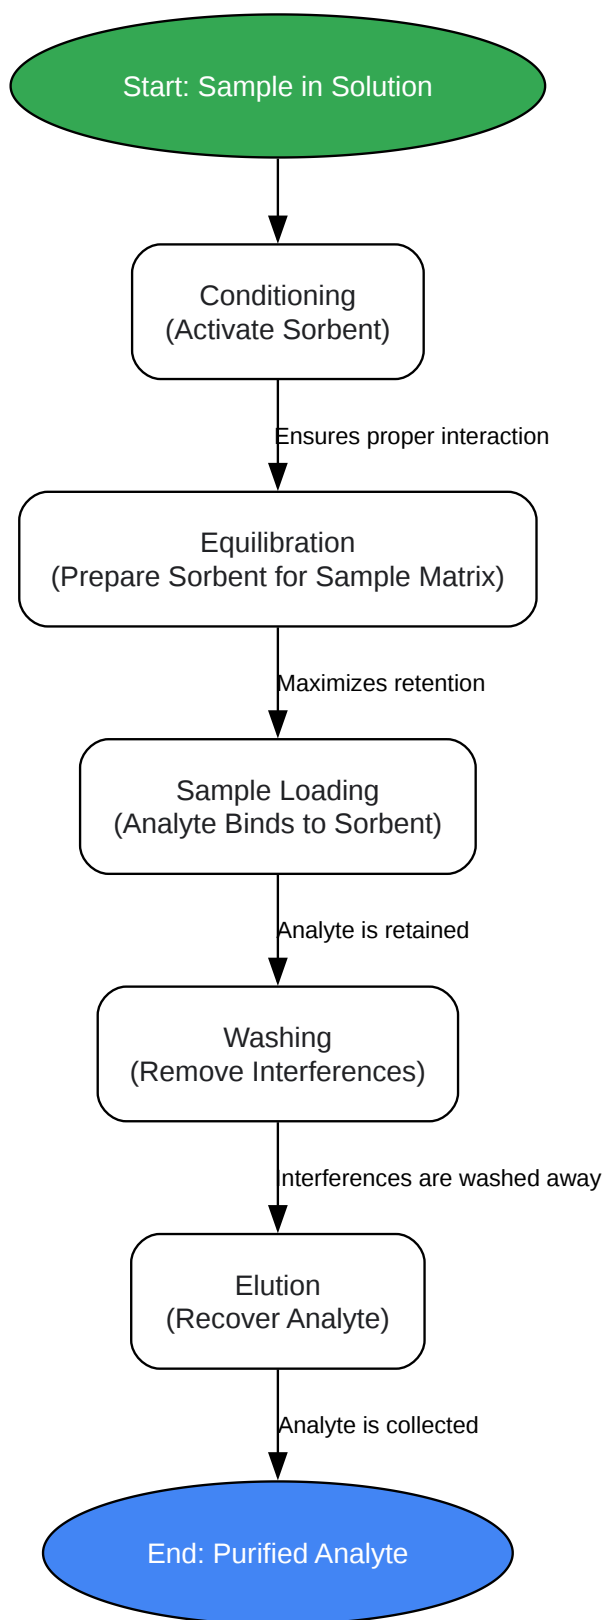 Start: Sample in Solution
Conditioning
(Activate Sorbent)
Ensures proper interaction
Equilibration
(Prepare Sorbent for Sample Matrix)
Maximizes retention
Sample Loading
(Analyte Binds to Sorbent)
Analyte is retained
Washing
(Remove Interferences)
Interferences are washed away
Elution
(Recover Analyte)
Analyte is collected
End: Purified Analyte